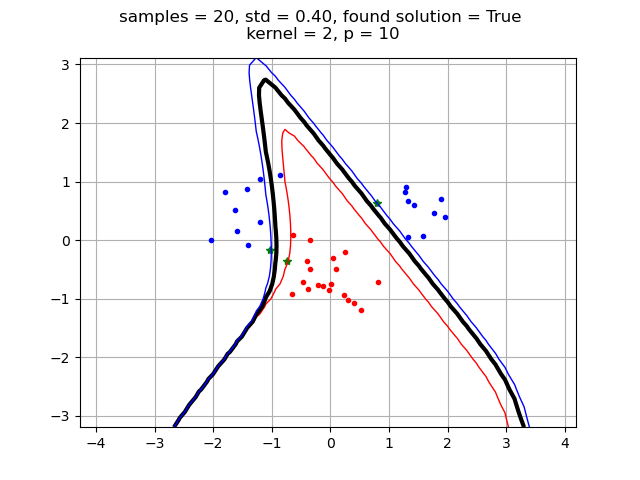 samples = 20, std = 0.40, found solution = True
kernel = 2, p = 10
3
2
1
0
−1
−2
−3
−4 −3 −2 −1 0 1 2 3 4